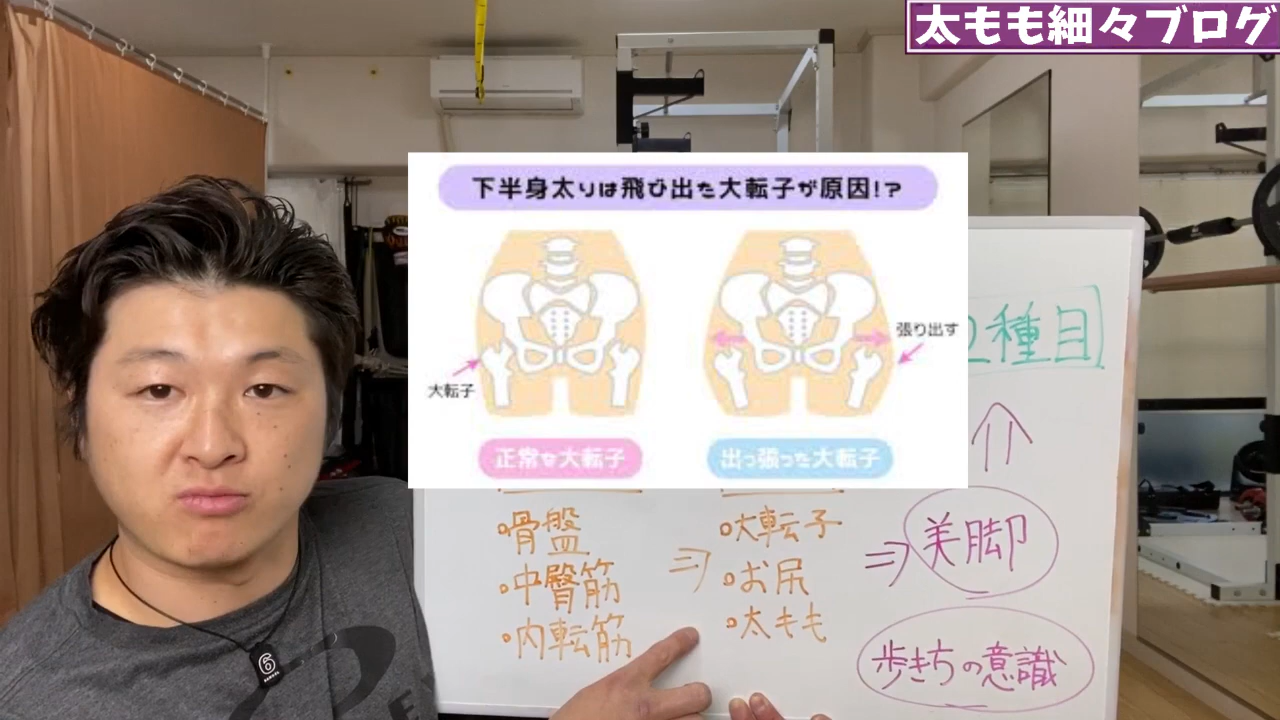 太もも細々ブログ
下半身太りは飛び出た大転子が原因!?
大転子
張り出す
正常な大転子
出っ張った大転子
2種目
・骨盤
・中臀筋
・内転筋
⇒
・大転子
・お尻
・太もも
⇒
美脚
歩き方の意識
6